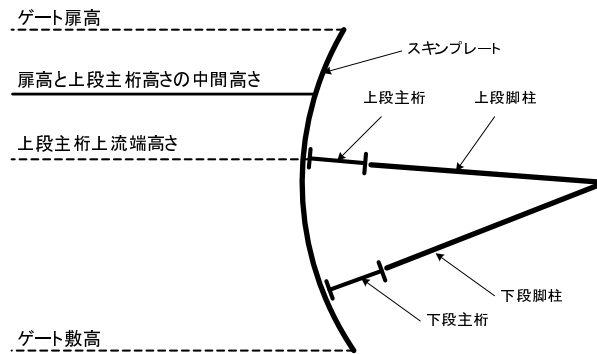 ゲート扉高
スキンプレート
扉高と上段主桁高さの中間高さ
上段主桁
上段脚柱
上段主桁上流端高さ
下段脚柱
下段主桁
ゲート敷高